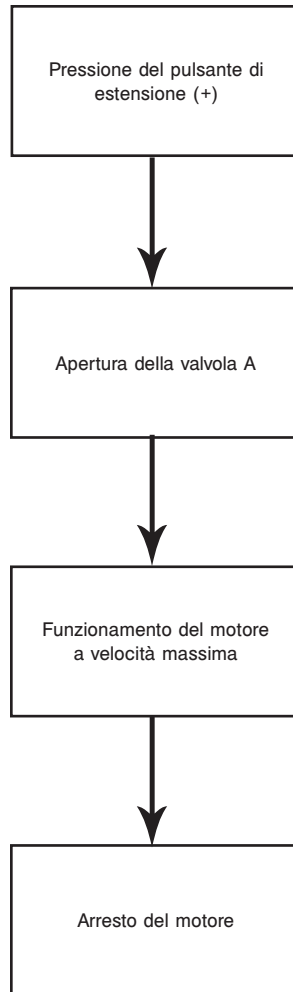 Pressione del pulsante di
estensione (+)
Apertura della valvola A
Funzionamento del motore
a velocità massima
Arresto del motore